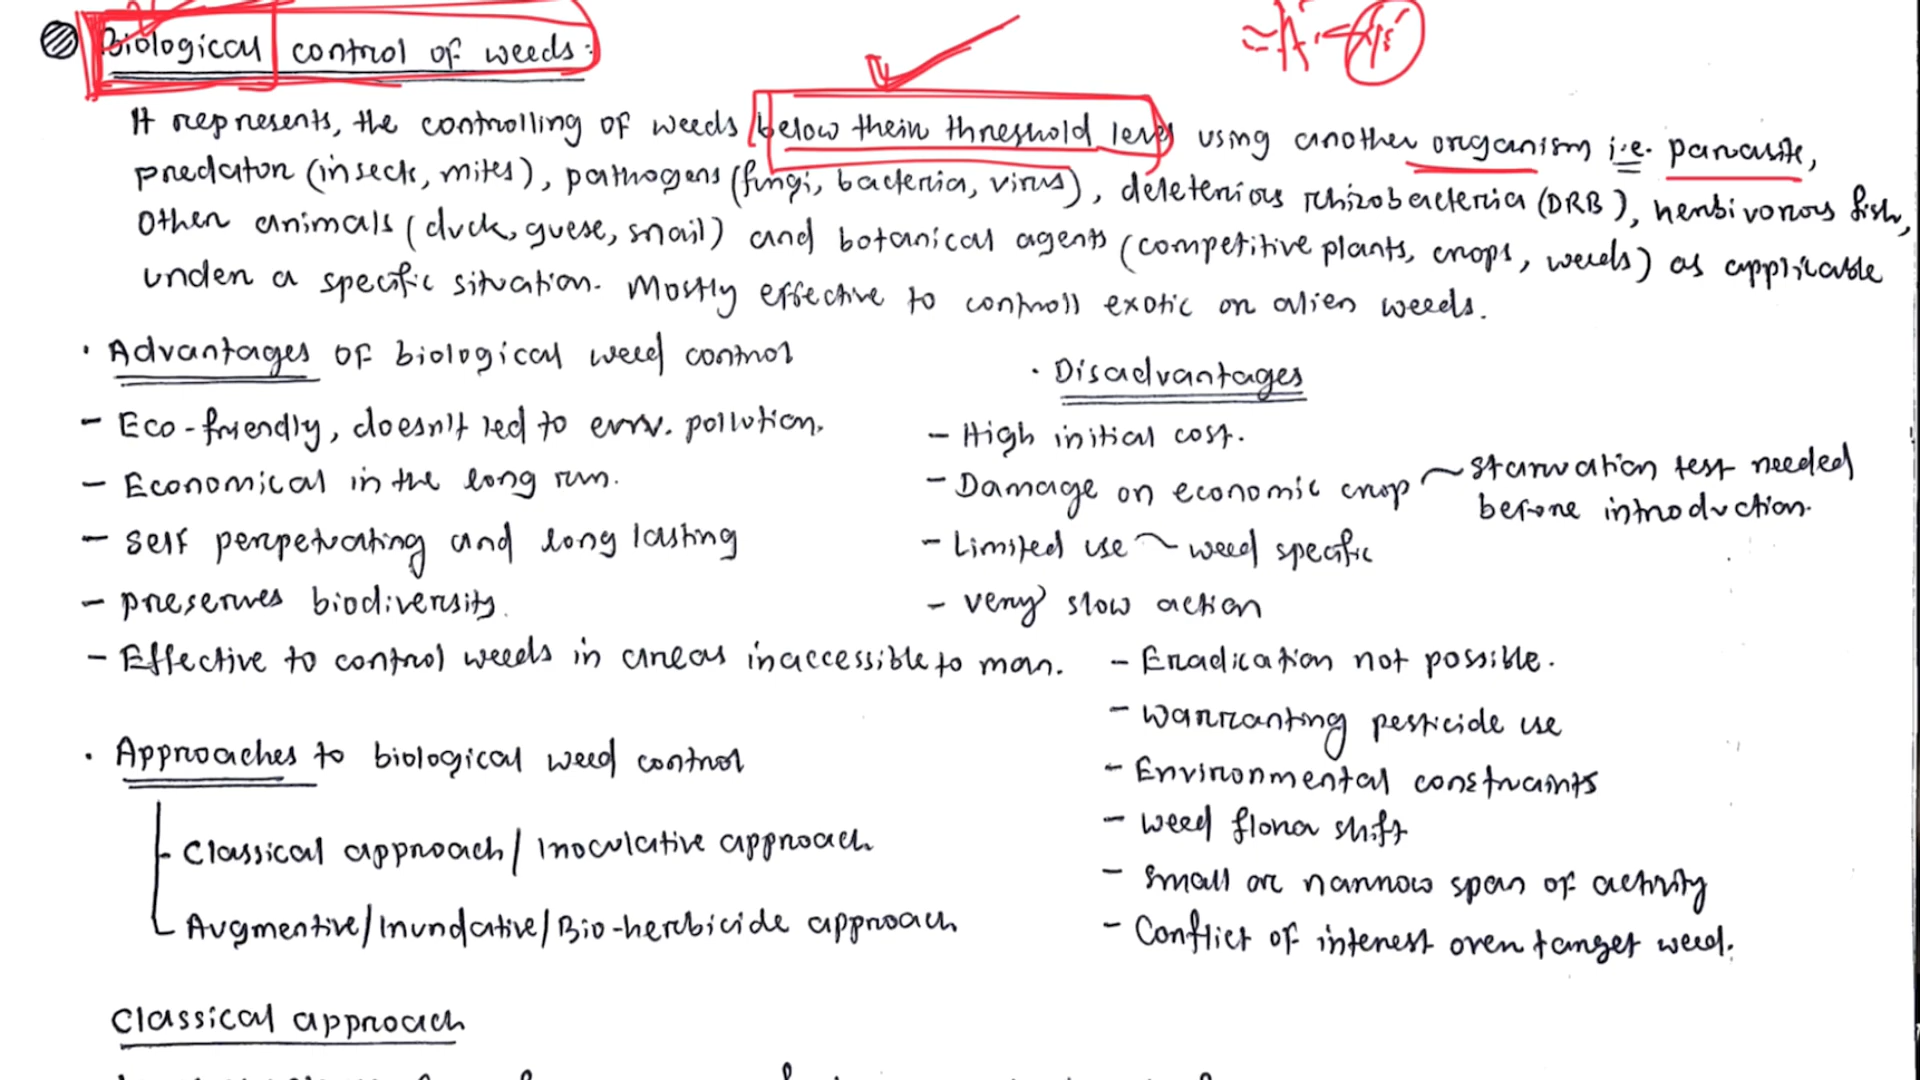 Biological control of weeds:
It represents, the controlling of weeds below their threshold level using another organism i.e. parasite,
predator (insects, mites), pathogens (fungi, bacteria, virus), deleterious rhizobacteria (DRB), herbivorous fish,
Other animals (duck, guese, snail) and botanical agents (competitive plants, crops, weeds) as applicable
under a specific situation. Mostly effective to controll exotic or alien weeds.
• Advantages of biological weed control
- Eco-friendly, doesn't led to env. pollution.
- Economical in the long run.
- Self perpetuating and long lasting
- preserves biodiversity.
- Effective to control weeds in areas inaccessible to man.
• Disadvantages
- High initial cost.
- Damage on economic crop ~ starvation test needed
before introduction.
- Limited use ~ weed specific
- very slow action
- Eradication not possible.
- Warranting pesticide use
- Environmental constraints
- Weed flora shift
- Small or narrow span of activity
- Conflict of interest over target weed.
• Approaches to biological weed control
Classical approach/Inoculative approach
Augmentive/Inundative/Bio-herbicide approach
Classical approach